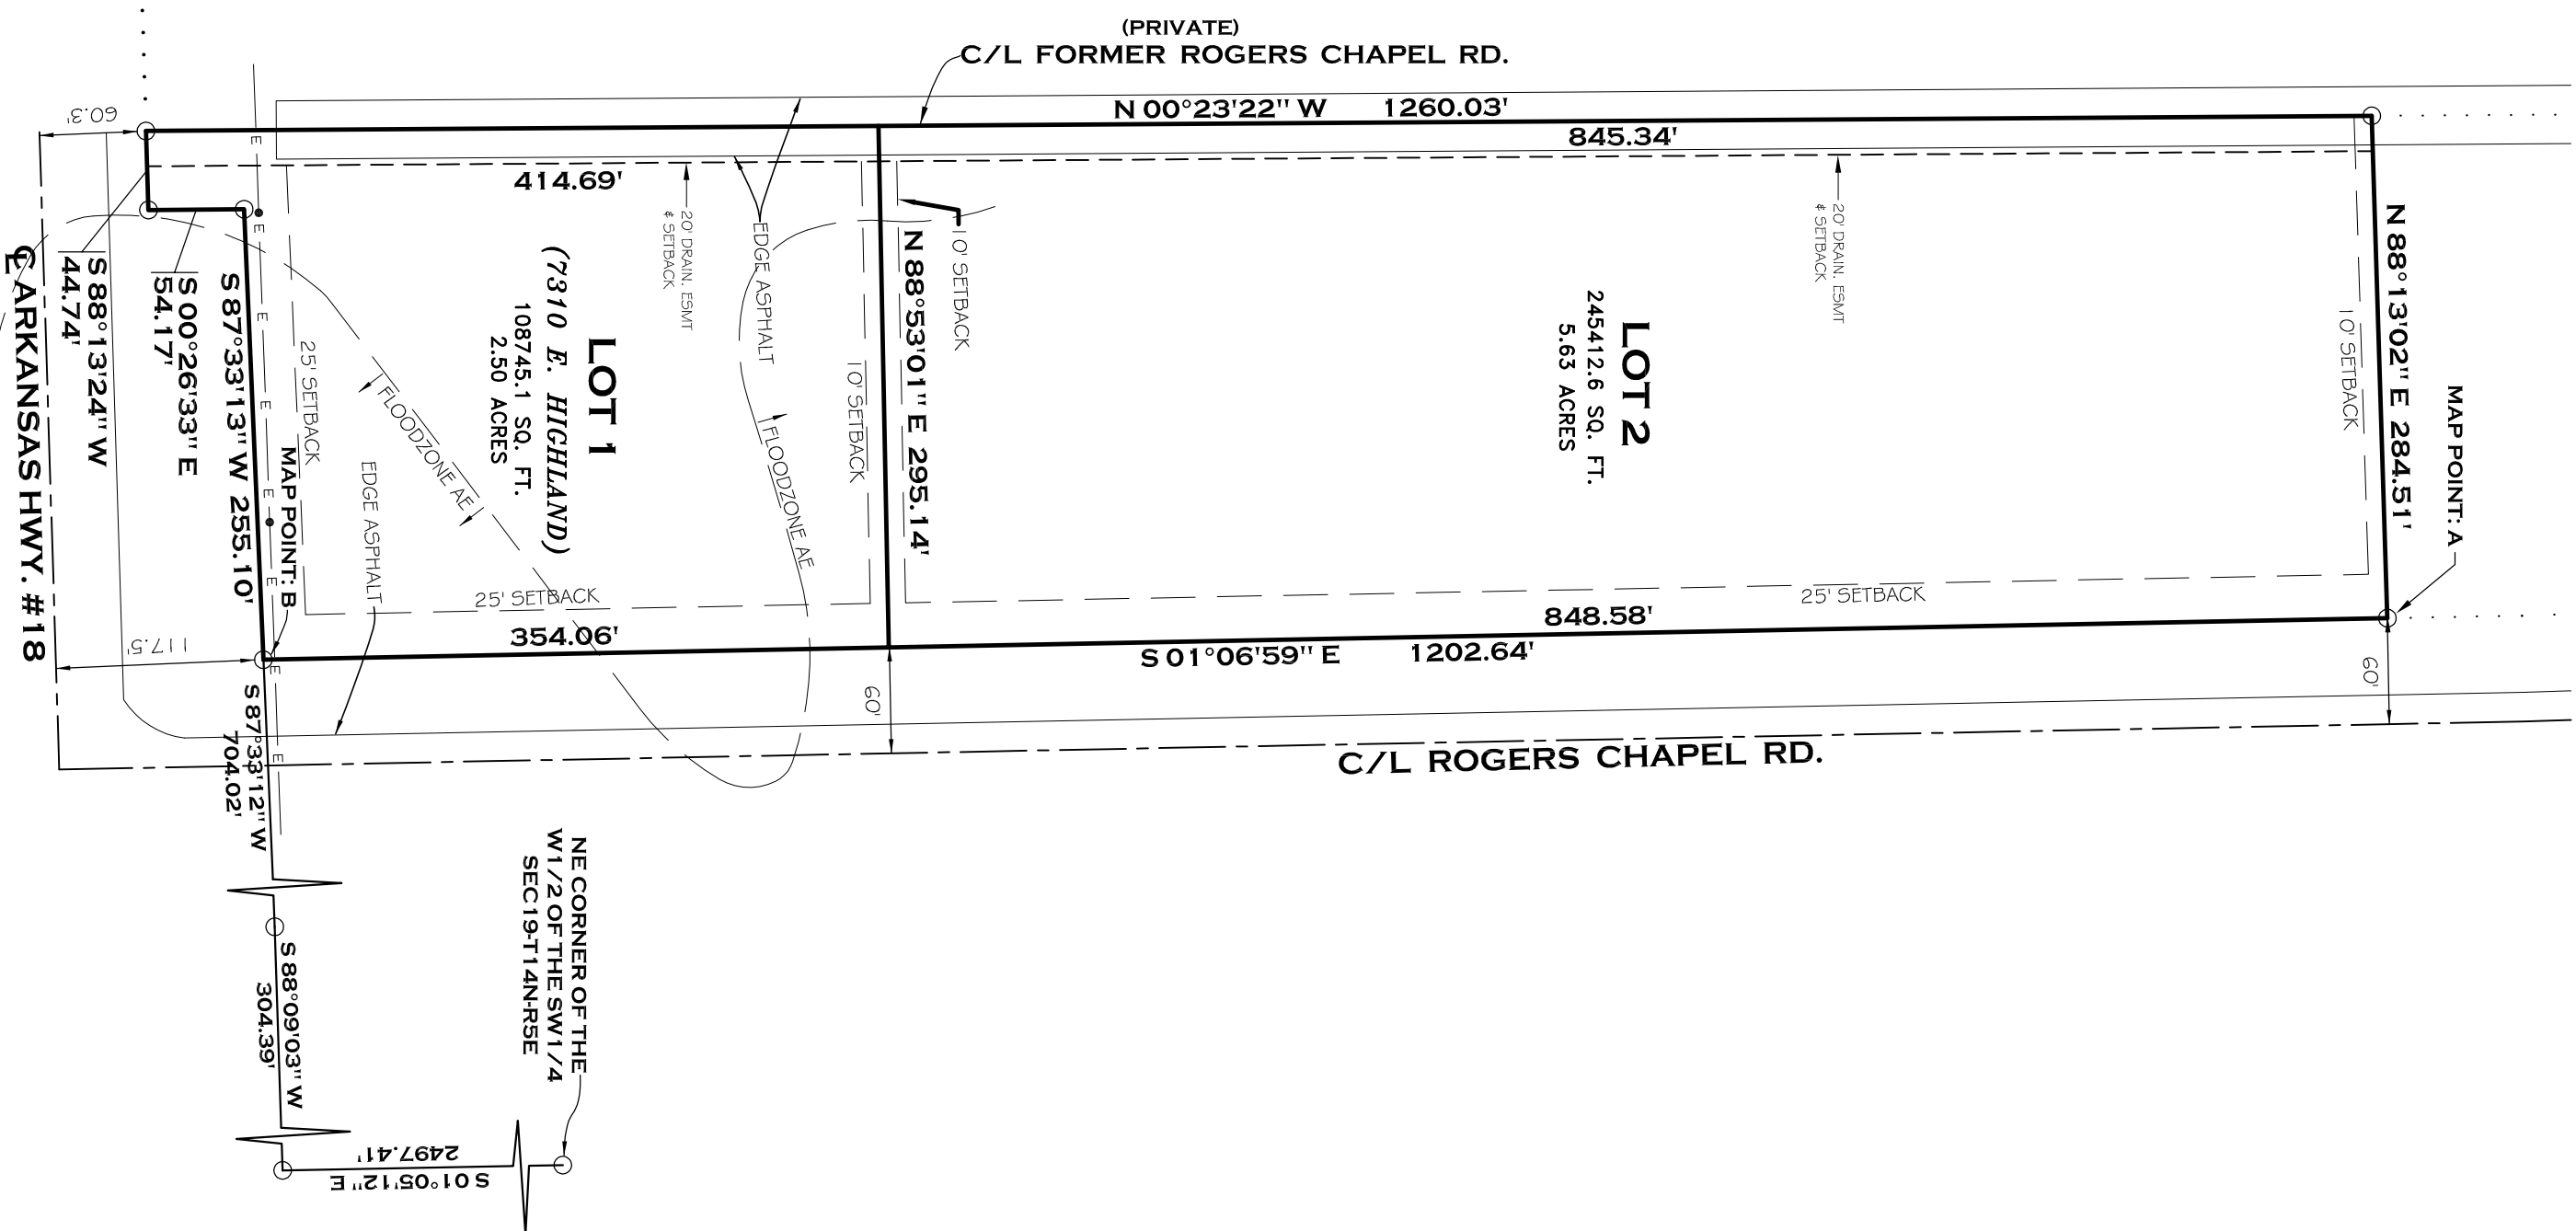 (PRIVATE)
C/L FORMER ROGERS CHAPEL RD.
N 00°23'22" W 1260.03'
845.34'
60.3'
414.69'
20' DRAIN. ESMT
& SETBACK
EDGE ASPHALT
10' SETBACK
N 88°53'01" E 295.14'
10' SETBACK
20' DRAIN. ESMT
& SETBACK
10' SETBACK
N 88°13'02" E 284.51'
MAP POINT: A
LOT 2
245412.6 SQ. FT.
5.63 ACRES
LOT 1
(7310 E. HIGHLAND)
108745.1 SQ. FT.
2.50 ACRES
FLOODZONE AE
FLOODZONE AE
25' SETBACK
MAP POINT: B
EDGE ASPHALT
S 87°33'13" W 255.10'
S 00°26'33" E
54.17'
S 88°13'24" W
44.74'
℄ ARKANSAS HWY. #18
E
E
E
E
E
E
E
E
E
25' SETBACK
354.06'
25' SETBACK
848.58'
S 01°06'59" E 1202.64'
117.5'
60'
60'
C/L ROGERS CHAPEL RD.
S 87°33'12" W
704.02'
NE CORNER OF THE
W1/2 OF THE SW1/4
SEC19-T14N-R5E
S 88°09'03" W
304.39'
S 01°05'12" E
2497.41'